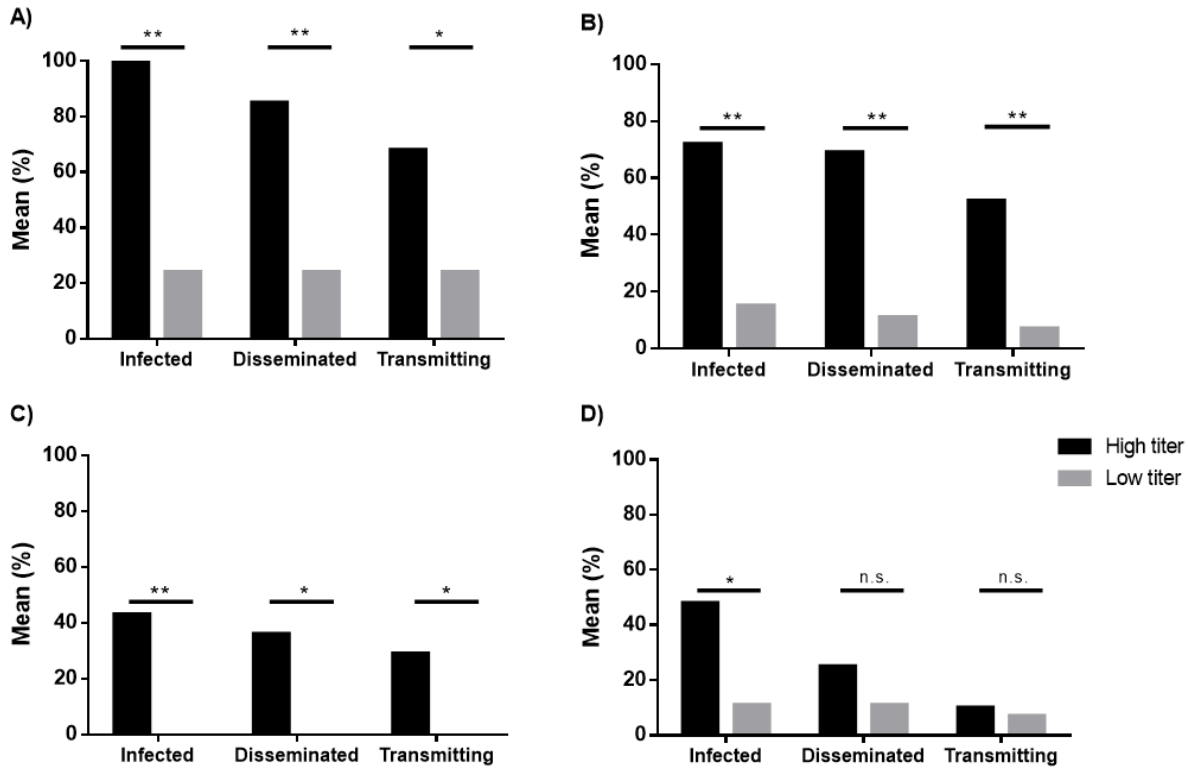 A)
** ** *
100
80
60
40
20
0
Mean (%)
Infected Disseminated Transmitting
B)
** ** **
100
80
60
40
20
0
Mean (%)
Infected Disseminated Transmitting
C)
** * *
100
80
60
40
20
0
Mean (%)
Infected Disseminated Transmitting
D)
High titer
Low titer
* n.s. n.s.
100
80
60
40
20
0
Mean (%)
Infected Disseminated Transmitting